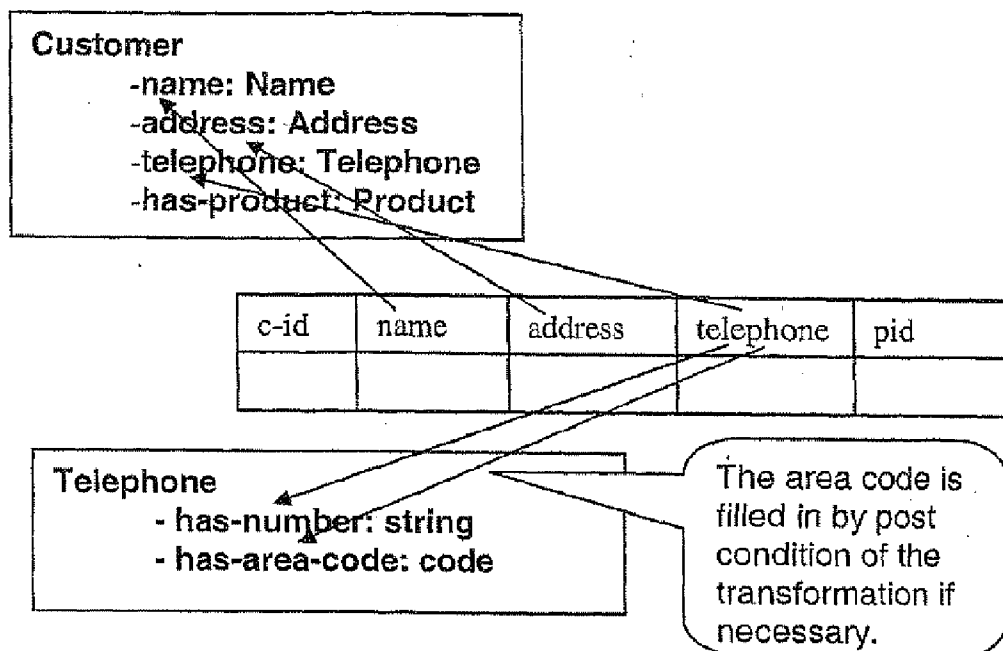 Customer
-name: Name
-address: Address
-telephone: Telephone
-has-product: Product
c-id name address telephone pid
Telephone
- has-number: string
- has-area-code: code
The area code is
filled in by post
condition of the
transformation if
necessary.